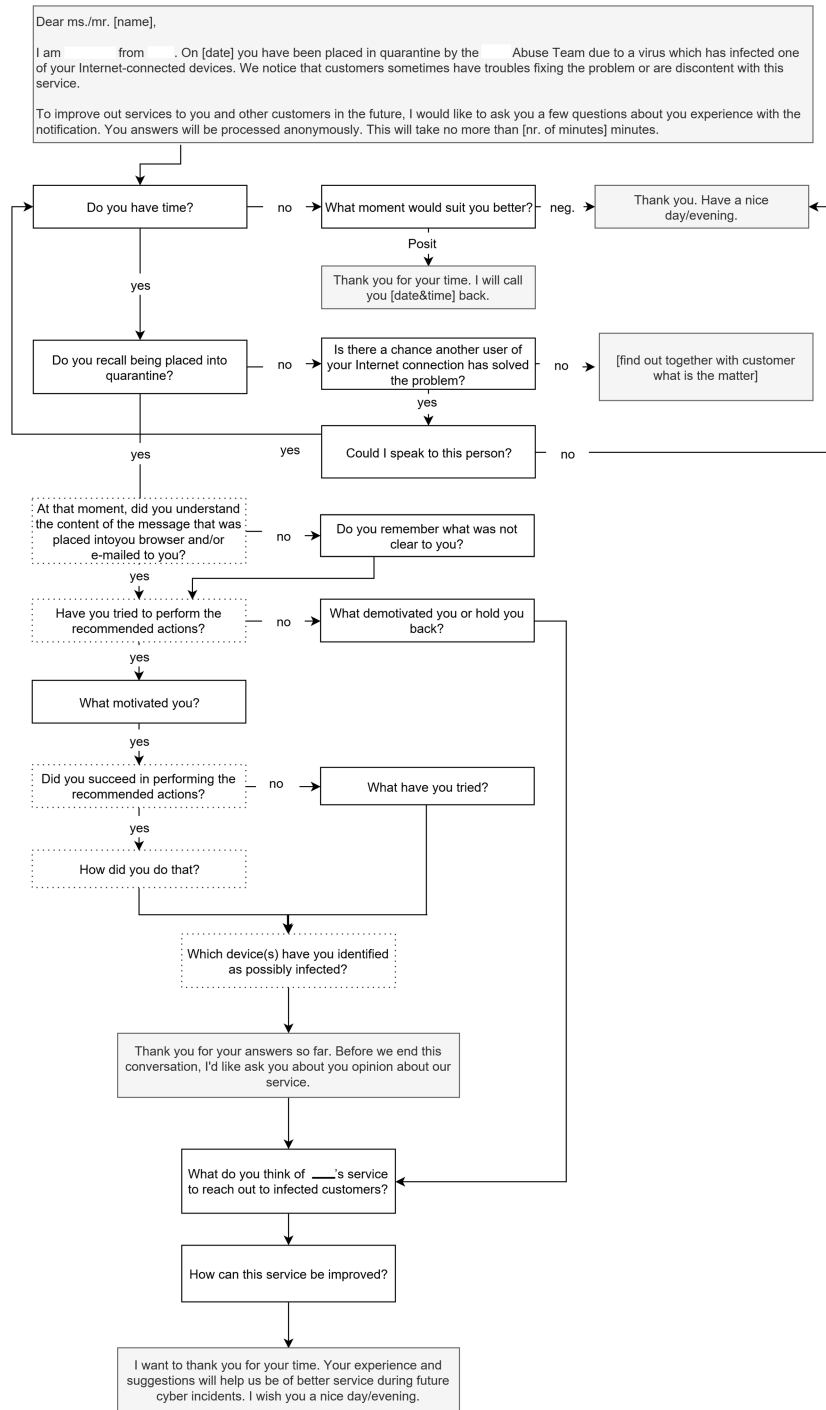 Dear ms./mr. [name],
I am from . On [date] you have been placed in quarantine by the Abuse Team due to a virus which has infected one
of your Internet-connected devices. We notice that customers sometimes have troubles fixing the problem or are discontent with this
service.
To improve out services to you and other customers in the future, I would like to ask you a few questions about you experience with the
notification. You answers will be processed anonymously. This will take no more than [nr. of minutes] minutes.
Do you have time?
no
What moment would suit you better?
neg.
Thank you. Have a nice
day/evening.
Posit
yes
Thank you for your time. I will call
you [date&time] back.
Do you recall being placed into
quarantine?
no
Is there a chance another user of
your Internet connection has solved
the problem?
no
[find out together with customer
what is the matter]
yes
yes
yes
Could I speak to this person?
no
At that moment, did you understand
the content of the message that was
placed intoyou browser and/or
e-mailed to you?
no
Do you remember what was not
clear to you?
yes
Have you tried to perform the
recommended actions?
no
What demotivated you or hold you
back?
yes
What motivated you?
yes
Did you succeed in performing the
recommended actions?
no
What have you tried?
yes
How did you do that?
Which device(s) have you identified
as possibly infected?
Thank you for your answers so far. Before we end this
conversation, I'd like ask you about you opinion about our
service.
What do you think of ___'s service
to reach out to infected customers?
How can this service be improved?
I want to thank you for your time. Your experience and
suggestions will help us be of better service during future
cyber incidents. I wish you a nice day/evening.